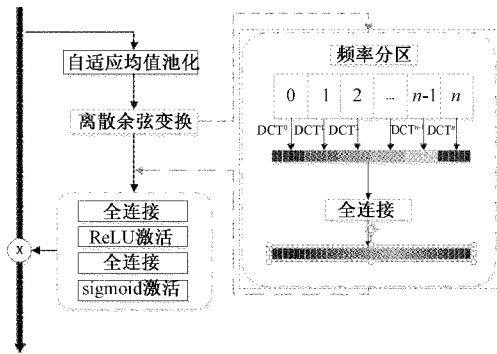 自适应均值池化
离散余弦变换
全连接
ReLU激活
全连接
sigmoid激活
X
频率分区
0 1 2 ... n-1 n
DCT⁰ DCT¹ DCT² DCTⁿ⁻¹ DCTⁿ
全连接